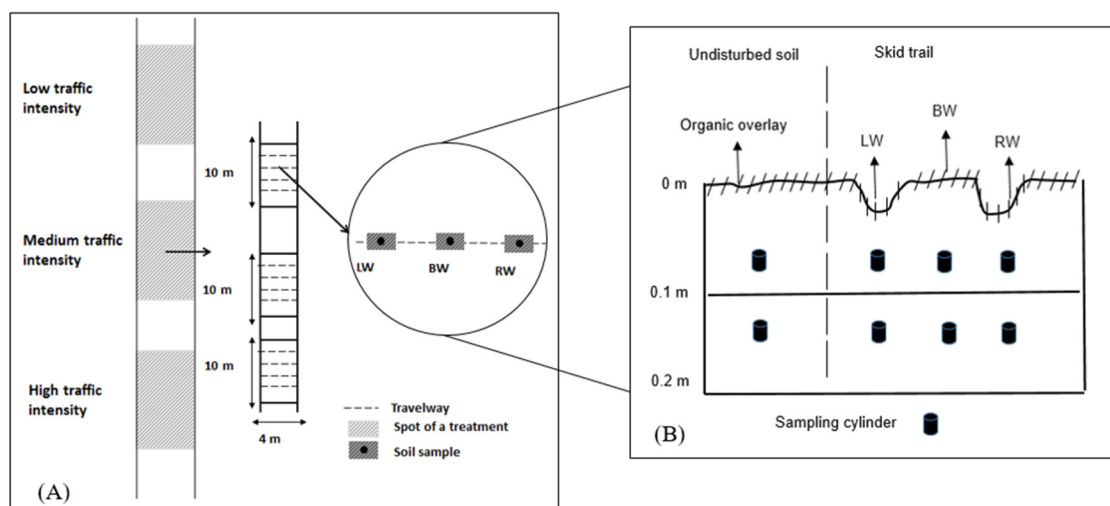 Low traffic
intensity
Medium traffic
intensity
High traffic
intensity
10 m
10 m
10 m
4 m
LW
BW
RW
Travelway
Spot of a treatment
Soil sample
(A)
Undisturbed soil
Skid trail
Organic overlay
LW
BW
RW
0 m
0.1 m
0.2 m
Sampling cylinder
(B)